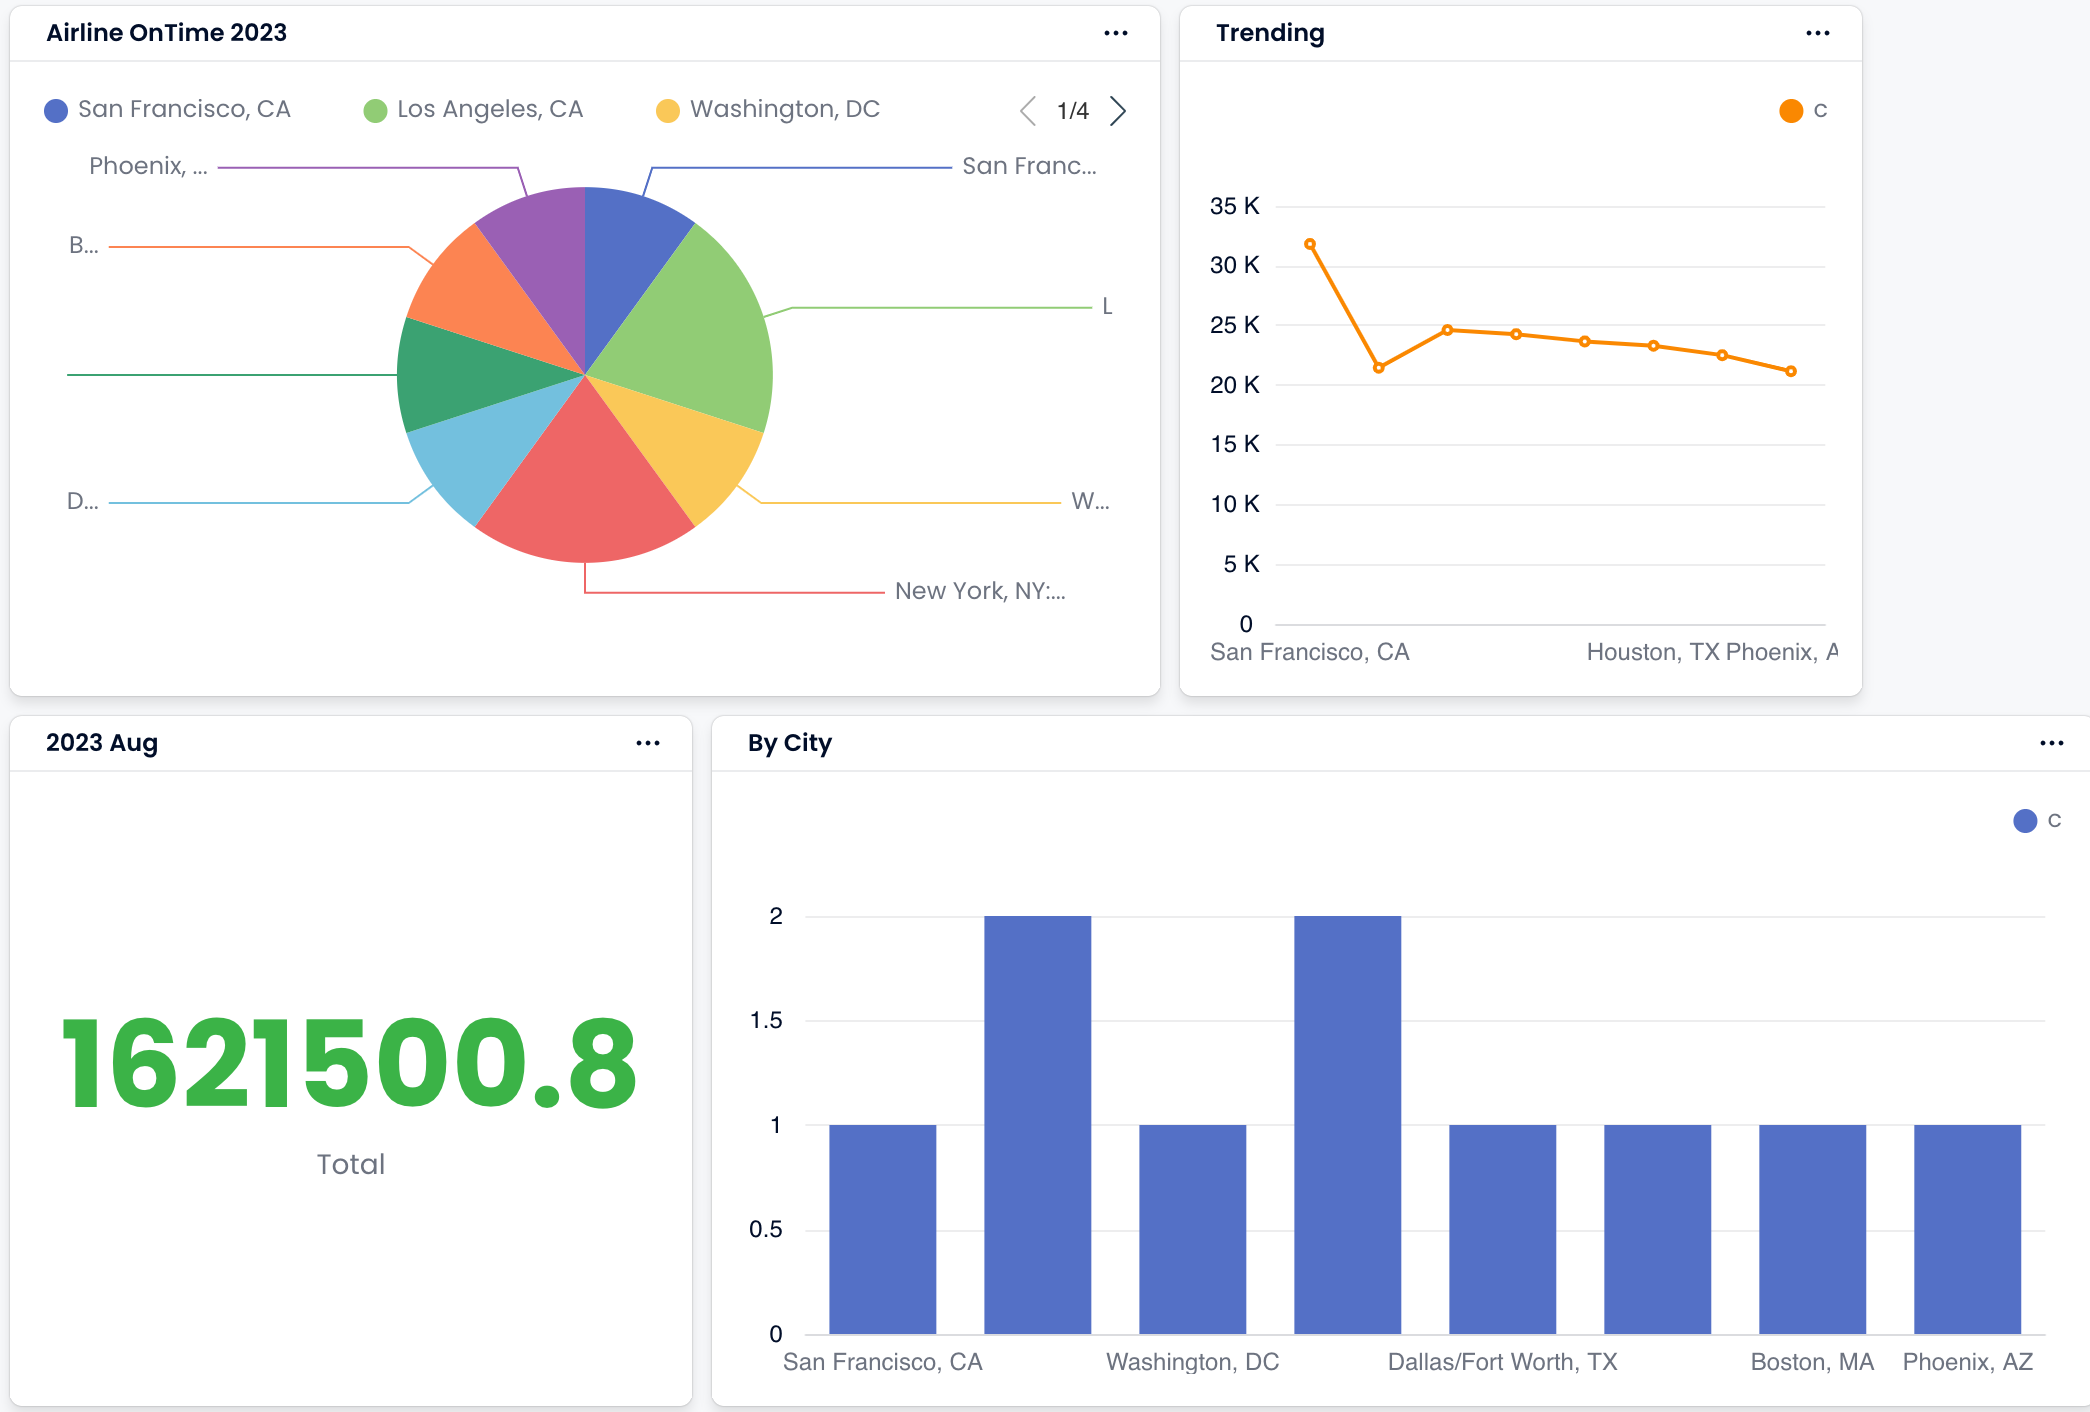 Airline OnTime 2023
San Francisco, CA
Los Angeles, CA
Washington, DC
1/4
Phoenix, ...
San Franc...
B...
L
D...
W...
New York, NY:...
Trending
C
35 K
30 K
25 K
20 K
15 K
10 K
5 K
0
San Francisco, CA
Houston, TX
Phoenix, A
2023 Aug
1621500.8
Total
By City
C
2
1.5
1
0.5
0
San Francisco, CA
Washington, DC
Dallas/Fort Worth, TX
Boston, MA
Phoenix, AZ